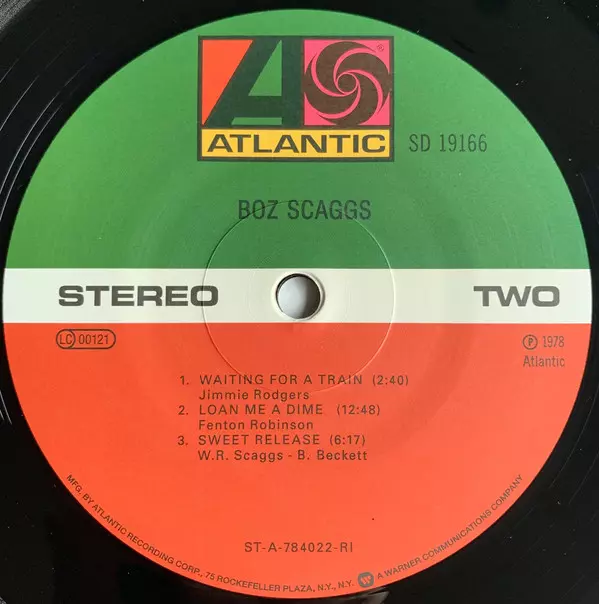 ATLANTIC
SD 19166
BOZ SCAGGS
STEREO
TWO
LC 00121
Ⓟ 1978
Atlantic
1. WAITING FOR A TRAIN (2:40)
Jimmie Rodgers
2. LOAN ME A DIME (12:48)
Fenton Robinson
3. SWEET RELEASE (6:17)
W.R. Scaggs - B. Beckett
ST-A-784022-RI
MFG. BY ATLANTIC RECORDING CORP., 75 ROCKEFELLER PLAZA, N.Y., N.Y. W A WARNER COMMUNICATIONS COMPANY